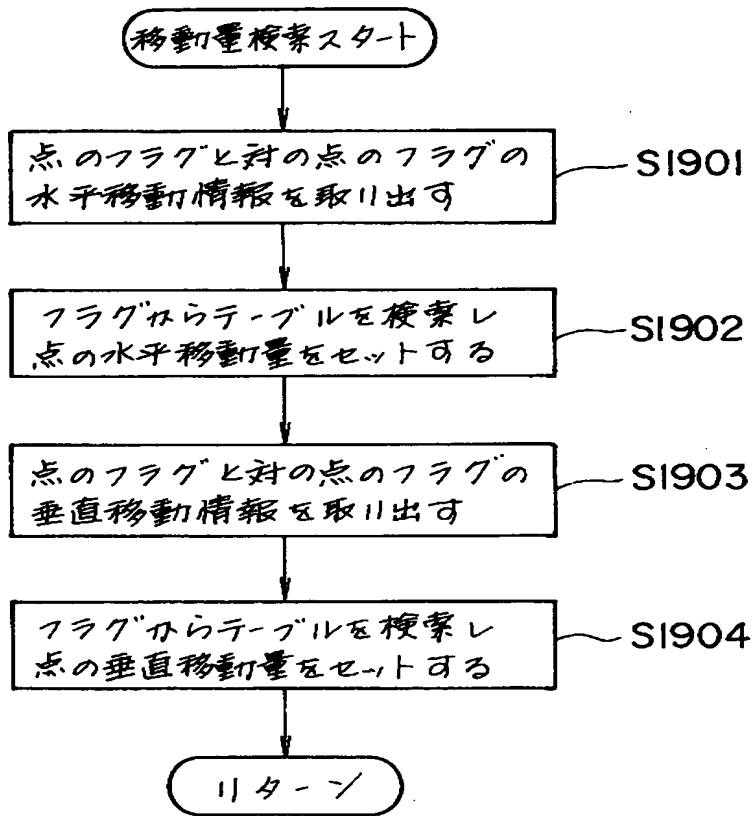 移動量検索スタート
点のフラグと対の点のフラグの
水平移動情報を取り出す
S1901
フラグからテーブルを検索し
点の水平移動量をセットする
S1902
点のフラグと対の点のフラグの
垂直移動情報を取り出す
S1903
フラグからテーブルを検索し
点の垂直移動量をセットする
S1904
リターン